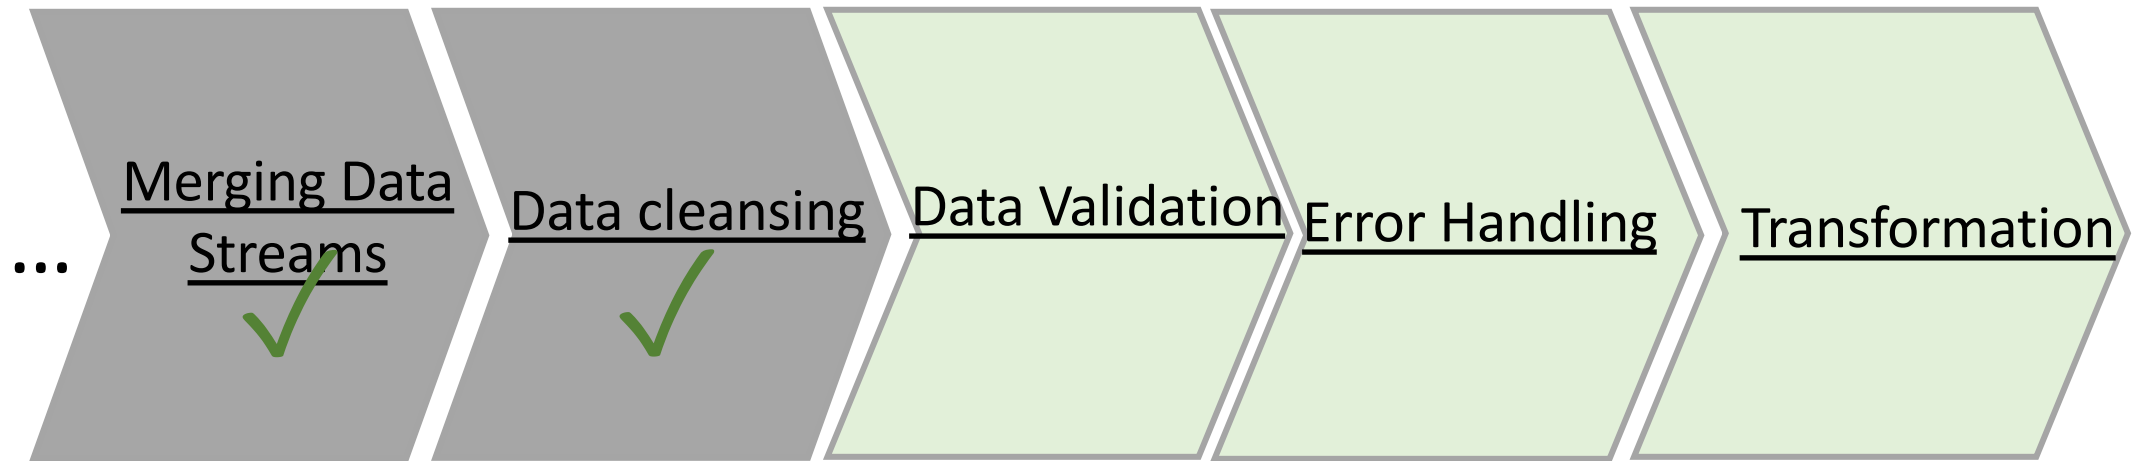 ...
Merging Data
Streams
Data cleansing
Data Validation
Error Handling
Transformation